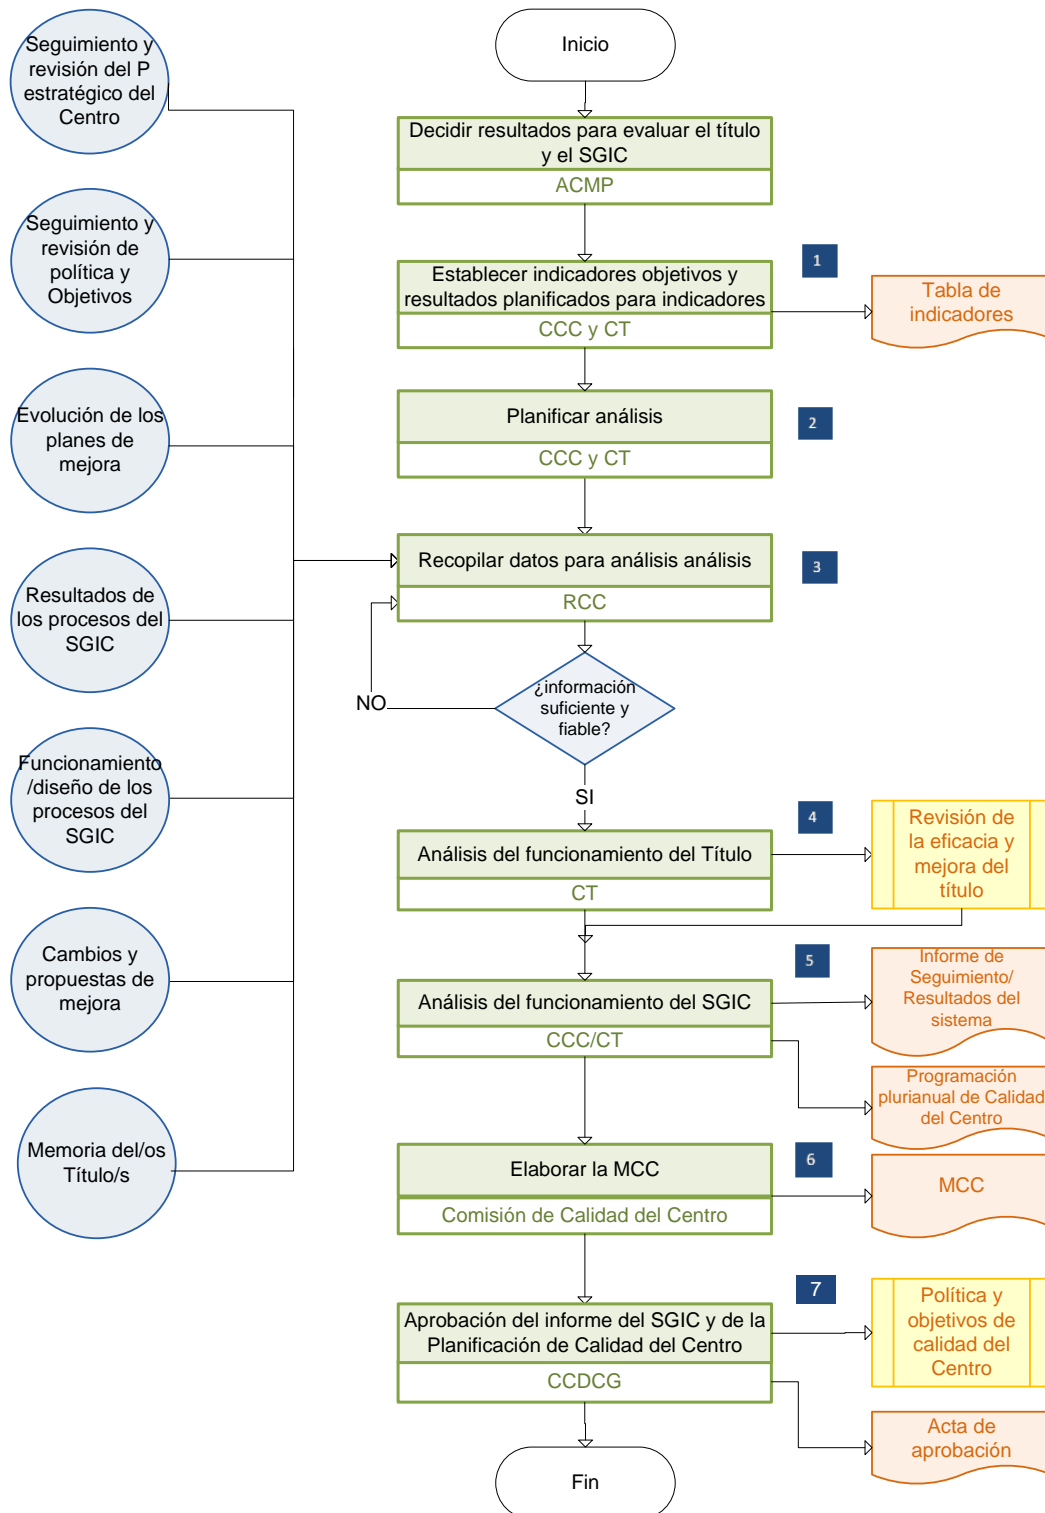 Seguimiento y
revisión del P
estratégico del
Centro
Seguimiento y
revisión de
política y
Objetivos
Evolución de los
planes de
mejora
Resultados de
los procesos del
SGIC
Funcionamiento
/diseño de los
procesos del
SGIC
Cambios y
propuestas de
mejora
Memoria del/os
Título/s
Inicio
Decidir resultados para evaluar el título
y el SGIC
ACMP
Establecer indicadores objetivos y
resultados planificados para indicadores
CCC y CT
1
Tabla de
indicadores
Planificar análisis
CCC y CT
2
Recopilar datos para análisis análisis
RCC
3
¿información
suficiente y
fiable?
NO
SI
Análisis del funcionamiento del Título
CT
4
Revisión de
la eficacia y
mejora del
título
Análisis del funcionamiento del SGIC
CCC/CT
5
Informe de
Seguimiento/
Resultados del
sistema
Programación
plurianual de Calidad
del Centro
Elaborar la MCC
Comisión de Calidad del Centro
6
MCC
Aprobación del informe del SGIC y de la
Planificación de Calidad del Centro
CCDCG
7
Política y
objetivos de
calidad del
Centro
Acta de
aprobación
Fin